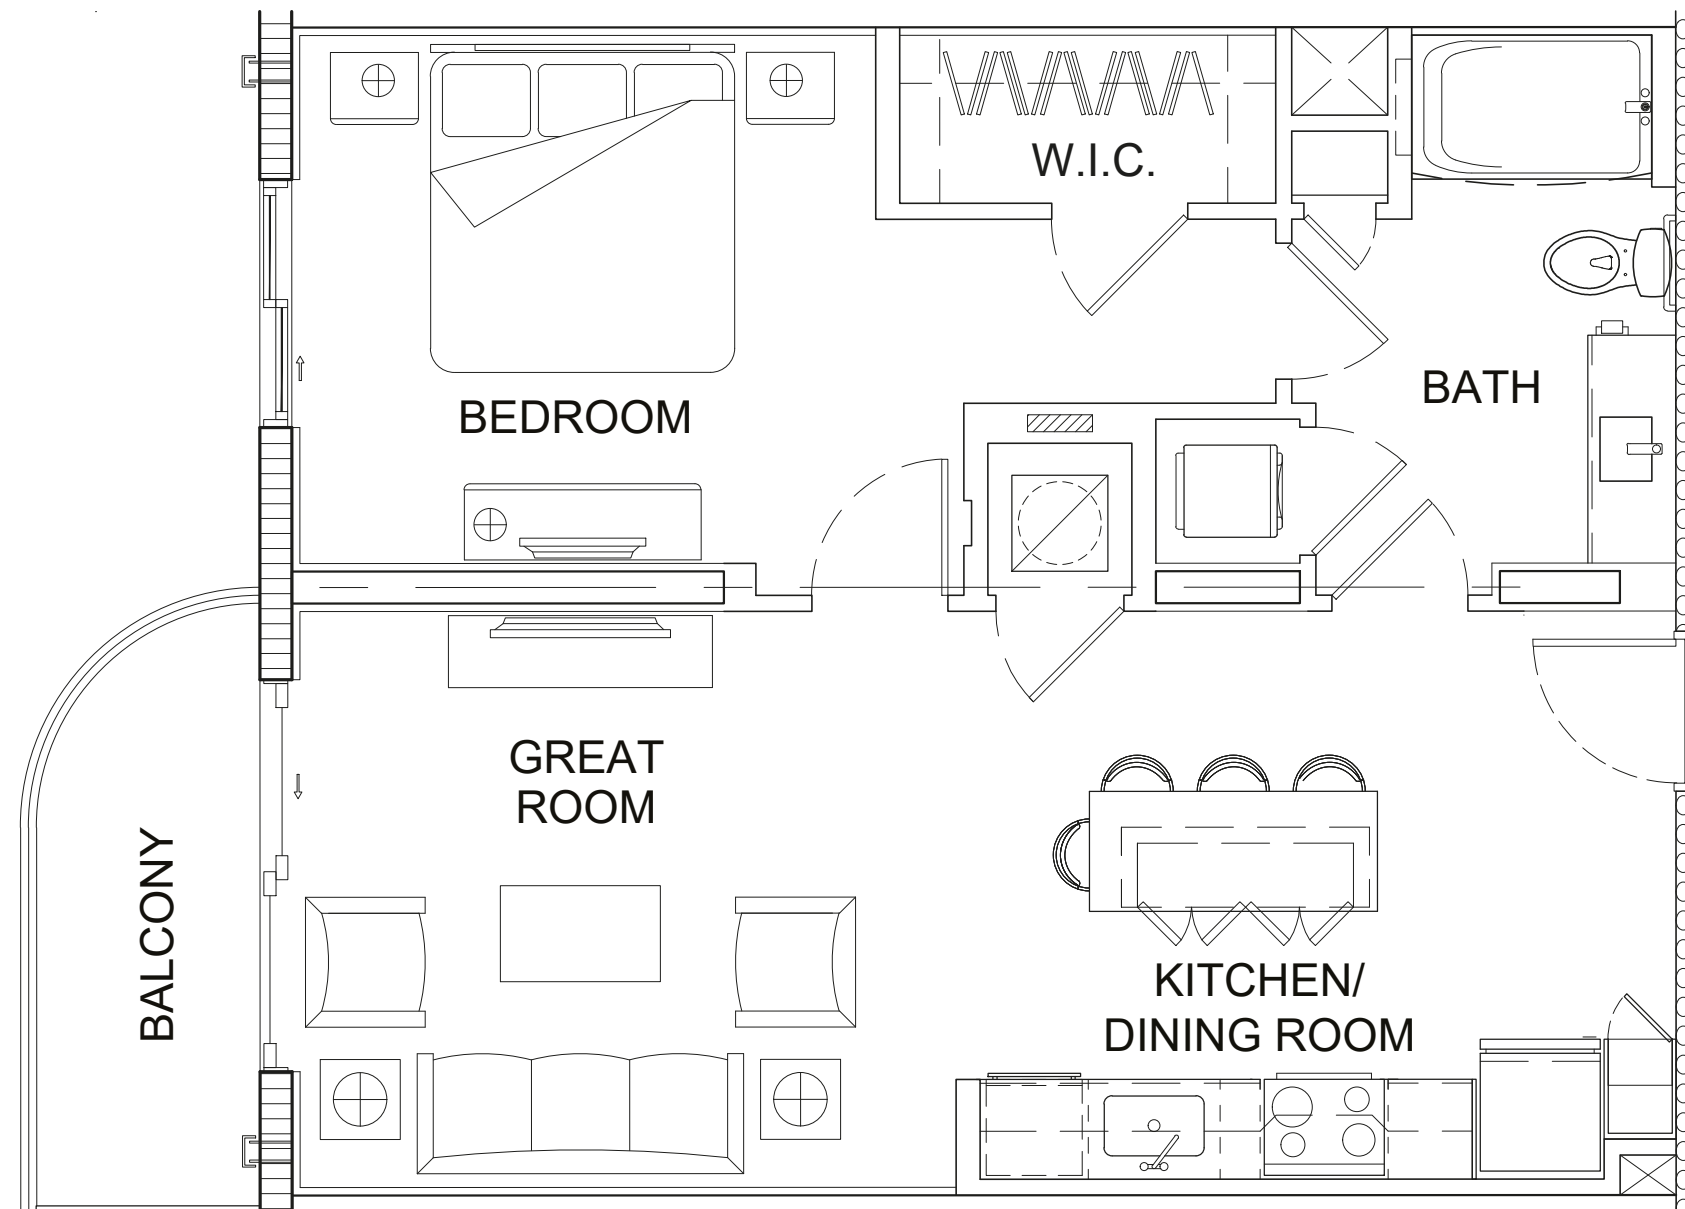 W.I.C.
BEDROOM
BATH
GREAT
ROOM
BALCONY
KITCHEN/
DINING ROOM